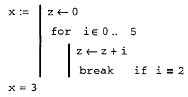 x := z ← 0
for i ∈ 0 .. 5
z ← z + i
break if i = 2
x = 3